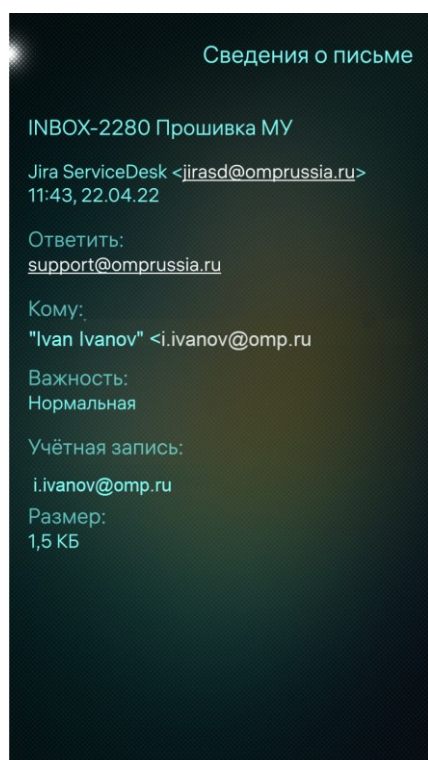 Сведения о письме
INBOX-2280 Прошивка МУ
Jira ServiceDesk <jirasd@omprussia.ru>
11:43, 22.04.22
Ответить:
support@omprussia.ru
Кому:
"Ivan Ivanov" <i.ivanov@omp.ru
Важность:
Нормальная
Учётная запись:
i.ivanov@omp.ru
Размер:
1,5 КБ